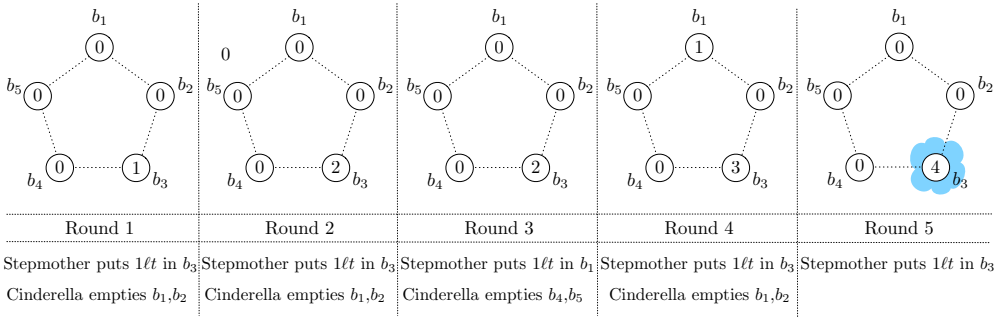 b₁ b₁ b₁ b₁ b₁
0 0 0 0 1 0
b₅ 0 0 b₂ b₅ 0 0 b₂ b₅ 0 0 b₂ b₅ 0 0 b₂ b₅ 0 0 b₂
0 1 0 2 0 2 0 3 0 4
b₄ b₃ b₄ b₃ b₄ b₃ b₄ b₃ b₄ b₃
Round 1 Round 2 Round 3 Round 4 Round 5
Stepmother puts 1ℓt in b₃ Stepmother puts 1ℓt in b₃ Stepmother puts 1ℓt in b₁ Stepmother puts 1ℓt in b₃ Stepmother puts 1ℓt in b₃
Cinderella empties b₁,b₂ Cinderella empties b₁,b₂ Cinderella empties b₄,b₅ Cinderella empties b₁,b₂